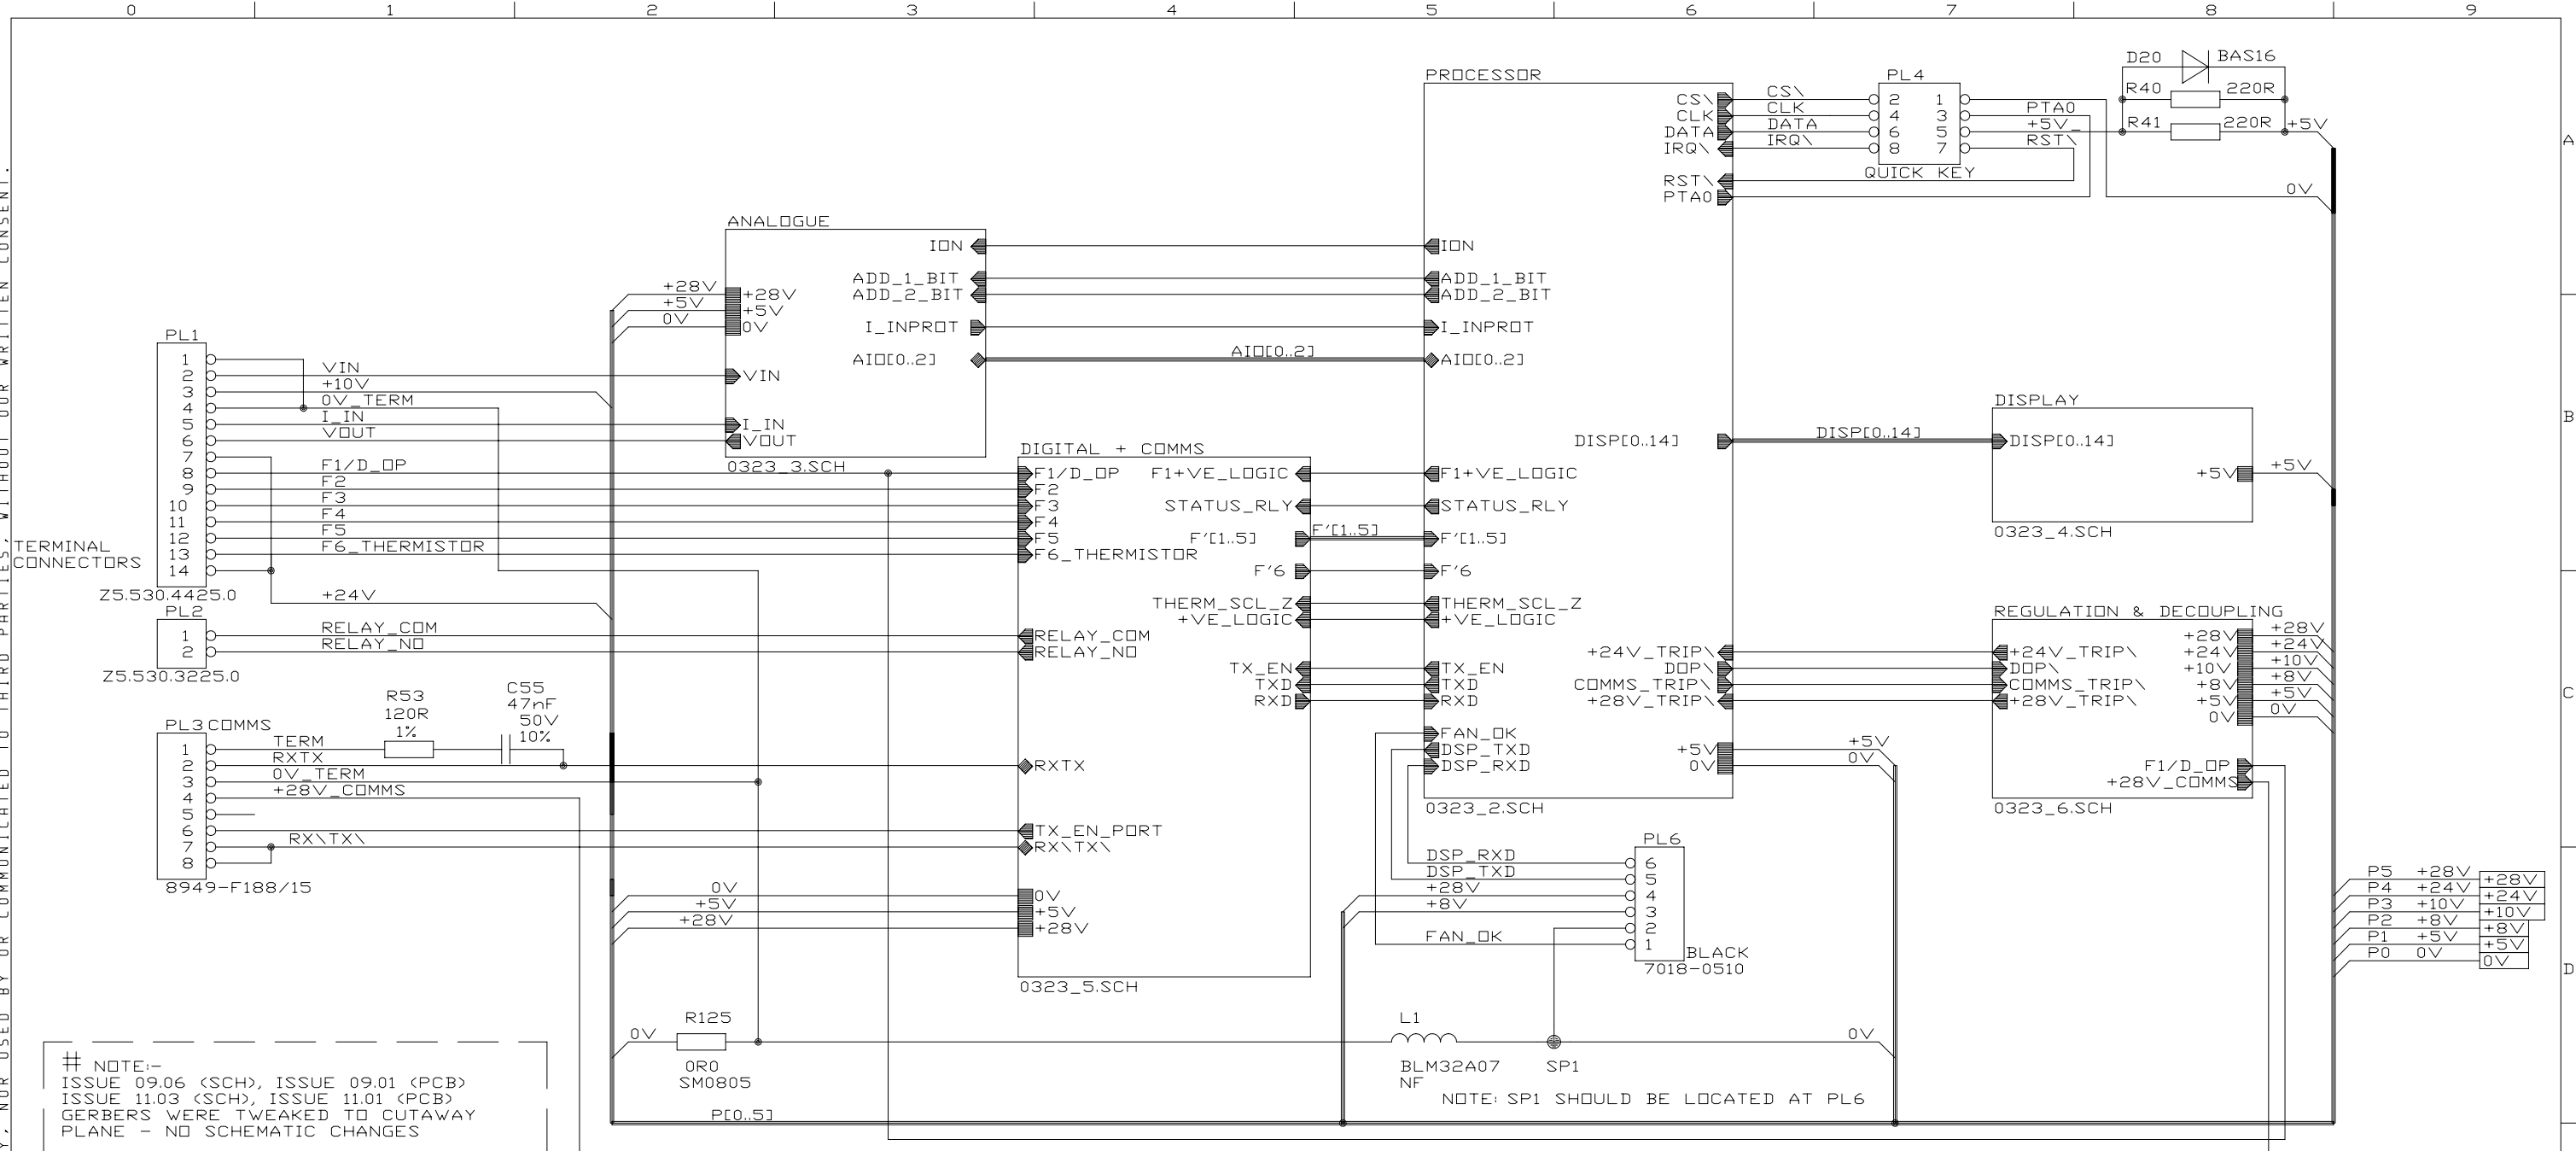 0 1 2 3 4 5 6 7 8 9
A
B
C
D
NOR USED BY OUR COMMUNICATED TO THIRD PARTIES, WITHOUT OUR WRITTEN CONSENT.
TERMINAL
CONNECTORS
PL1
1
2
3
4
5
6
7
8
9
10
11
12
13
14
Z5.530.4425.0
VIN
+10V
0V_TERM
I_IN
VOUT
F1/D_OP
F2
F3
F4
F5
F6_THERMISTOR
+24V
PL2
1
2
Z5.530.3225.0
RELAY_COM
RELAY_NO
PL3 COMMS
1
2
3
4
5
6
7
8
8949-F188/15
TERM
RXTX
0V_TERM
+28V_COMMS
RX\TX\
R53
120R
1%
C55
47nF
50V
10%
# NOTE:-
ISSUE 09.06 (SCH), ISSUE 09.01 (PCB)
ISSUE 11.03 (SCH), ISSUE 11.01 (PCB)
GERBERS WERE TWEAKED TO CUTAWAY
PLANE - NO SCHEMATIC CHANGES
ANALOGUE
+28V
+5V
0V
+28V
+5V
0V
VIN
I_IN
VOUT
ION
ADD_1_BIT
ADD_2_BIT
I_INPROT
AIO[0..2]
0323_3.SCH
AIO[0..2]
DIGITAL + COMMS
F1/D_OP
F2
F3
F4
F5
F6_THERMISTOR
RELAY_COM
RELAY_NO
RXTX
TX_EN_PORT
RX\TX\
0V
+5V
+28V
0V
+5V
+28V
F1+VE_LOGIC
STATUS_RLY
F'[1..5]
F'6
THERM_SCL_Z
+VE_LOGIC
TX_EN
TXD
RXD
0323_5.SCH
F'[1..5]
0V
R125
0R0
SM0805
P[0..5]
PROCESSOR
ION
ADD_1_BIT
ADD_2_BIT
I_INPROT
AIO[0..2]
F1+VE_LOGIC
STATUS_RLY
F'[1..5]
F'6
THERM_SCL_Z
+VE_LOGIC
TX_EN
TXD
RXD
FAN_OK
DSP_TXD
DSP_RXD
CS\
CLK
DATA
IRQ\
RST\
PTA0
DISP[0..14]
+24V_TRIP\
DOP\
COMMS_TRIP\
+28V_TRIP\
+5V
0V
0323_2.SCH
+5V
0V
CS\
CLK
DATA
IRQ\
PL4
2 1
4 3
6 5
8 7
QUICK KEY
PTA0
+5V_
RST\
D20 BAS16
R40 220R
R41 220R
+5V
0V
DISP[0..14]
DISPLAY
DISP[0..14]
+5V
0323_4.SCH
+5V
REGULATION & DECOUPLING
+24V_TRIP\
DOP\
COMMS_TRIP\
+28V_TRIP\
+28V
+24V
+10V
+8V
+5V
0V
F1/D_OP
+28V_COMMS
0323_6.SCH
+28V
+24V
+10V
+8V
+5V
0V
PL6
6
5
4
3
2
1
BLACK
7018-0510
DSP_RXD
DSP_TXD
+28V
+8V
FAN_OK
L1
BLM32A07
NF
SP1
0V
NOTE: SP1 SHOULD BE LOCATED AT PL6
P5 +28V +28V
P4 +24V +24V
P3 +10V +10V
P2 +8V +8V
P1 +5V +5V
P0 0V 0V